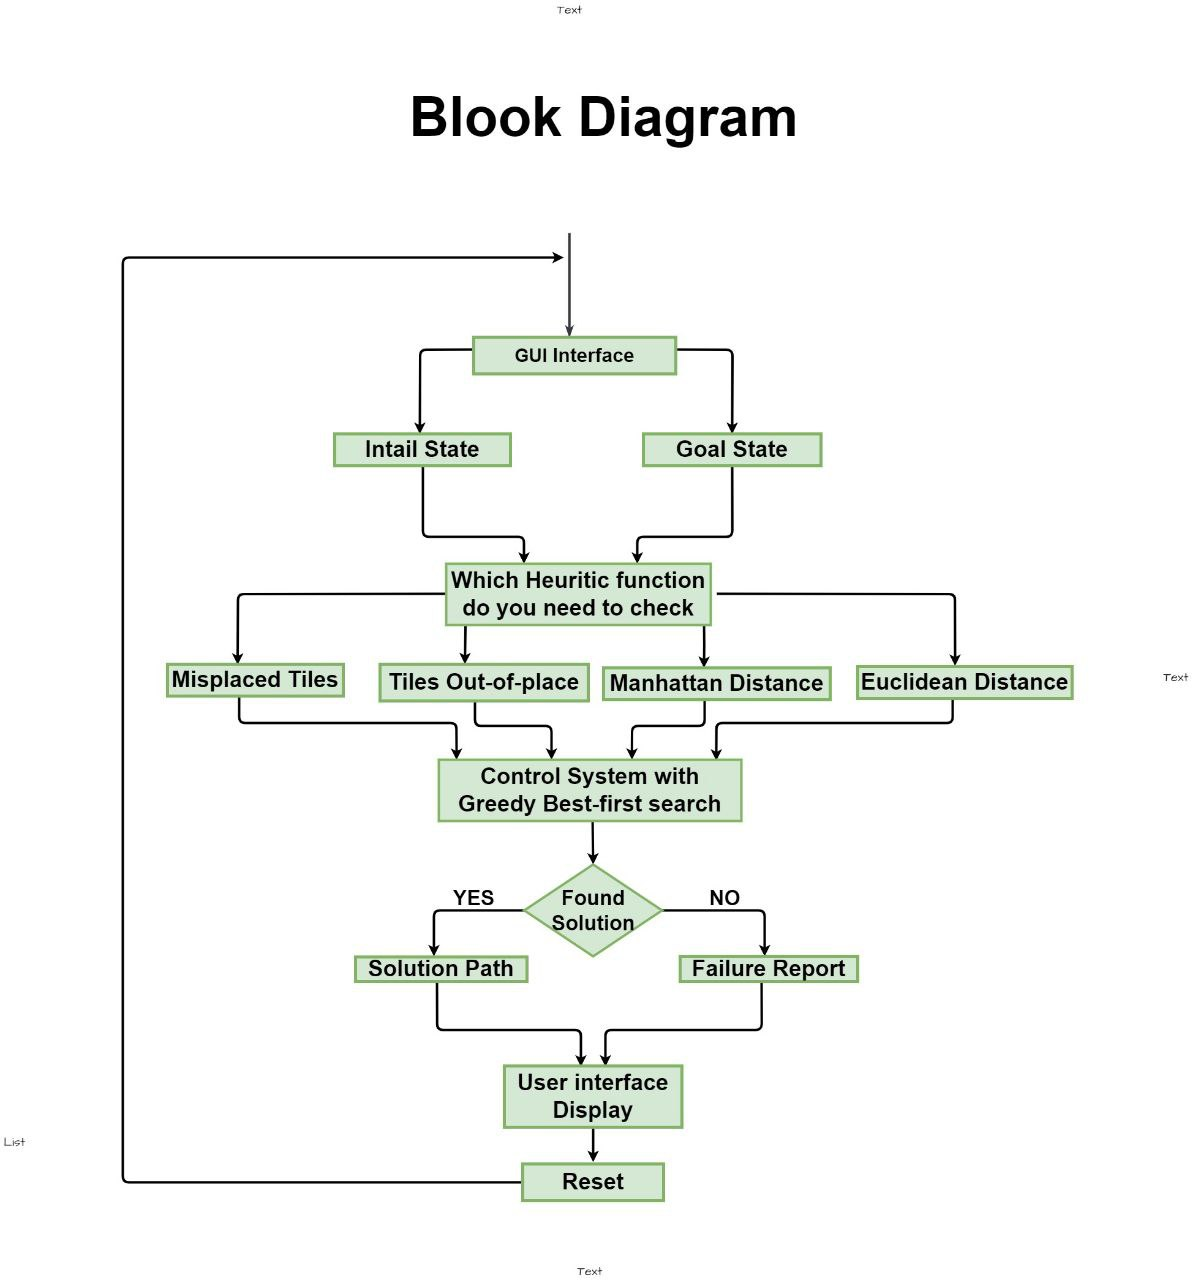 Text
Blook Diagram
GUI Interface
Intail State
Goal State
Which Heuritic function
do you need to check
Misplaced Tiles
Tiles Out-of-place
Manhattan Distance
Euclidean Distance
Text
Control System with
Greedy Best-first search
YES
Found
Solution
NO
Solution Path
Failure Report
User interface
Display
List
Reset
Text